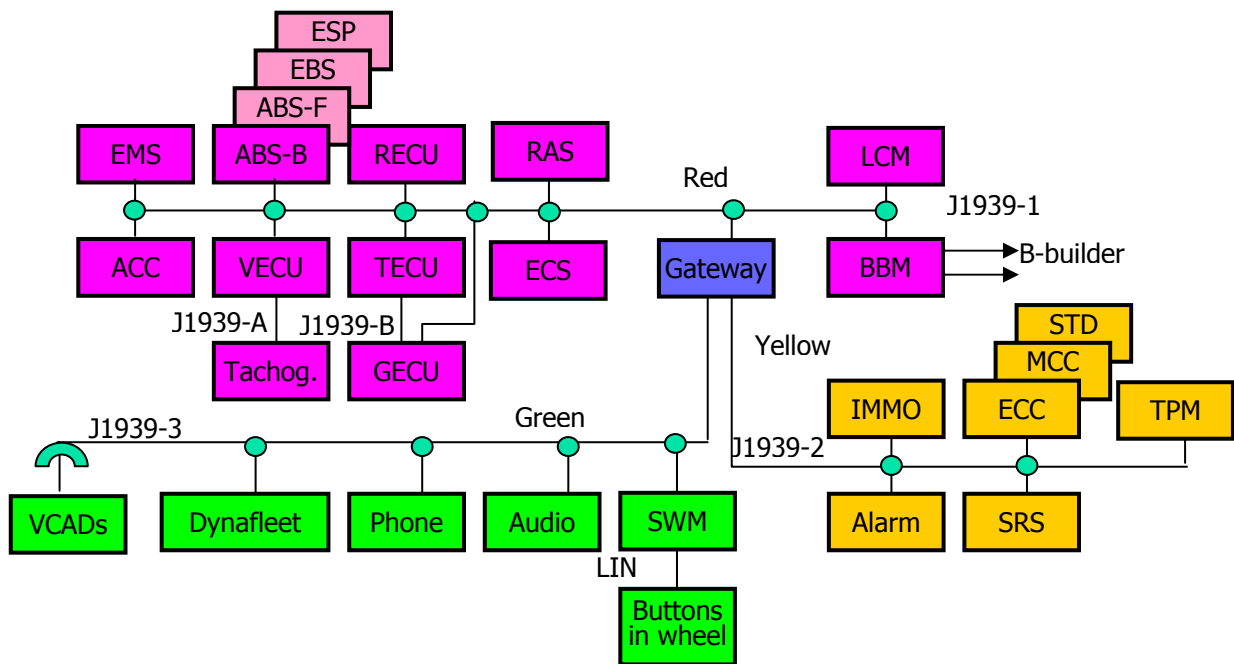 ESP
EBS
ABS-F
EMS
ABS-B
RECU
RAS
LCM
Red
J1939-1
ACC
VECU
TECU
ECS
Gateway
BBM
B-builder
J1939-A
J1939-B
Tachog.
GECU
Yellow
STD
MCC
IMMO
ECC
TPM
J1939-3
Green
J1939-2
VCADs
Dynafleet
Phone
Audio
SWM
Alarm
SRS
LIN
Buttons
in wheel